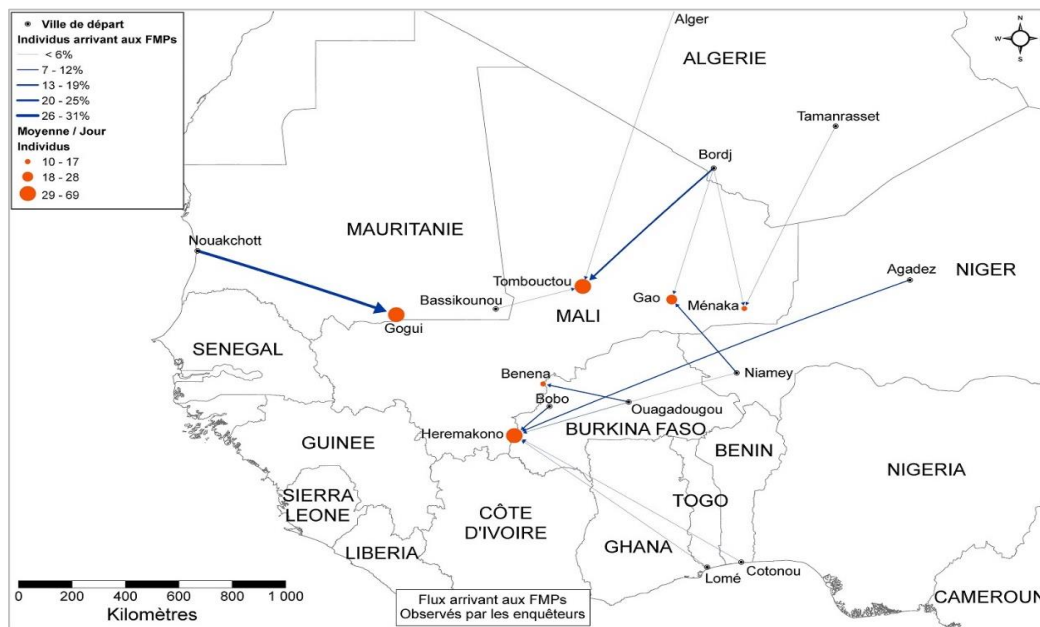 Ville de départ
Individus arrivant aux FMPs
< 6%
7 - 12%
13 - 19%
20 - 25%
26 - 31%
Moyenne / Jour
Individus
10 - 17
18 - 28
29 - 69
Alger
N
W E
S
ALGERIE
Tamanrasset
Bordj
MAURITANIE
Nouakchott
Tombouctou
Bassikounou
Agadez
NIGER
Gao
Ménaka
MALI
Gogui
SENEGAL
Benena
Niamey
Bobo
Ouagadougou
Heremakono
BURKINA FASO
GUINEE
BENIN
NIGERIA
SIERRA
LEONE
CÔTE
D'IVOIRE
TOGO
GHANA
LIBERIA
Lomé
Cotonou
0 200 400 600 800 1 000
Kilomètres
Flux arrivant aux FMPs
Observés par les enquêteurs
CAMEROUN